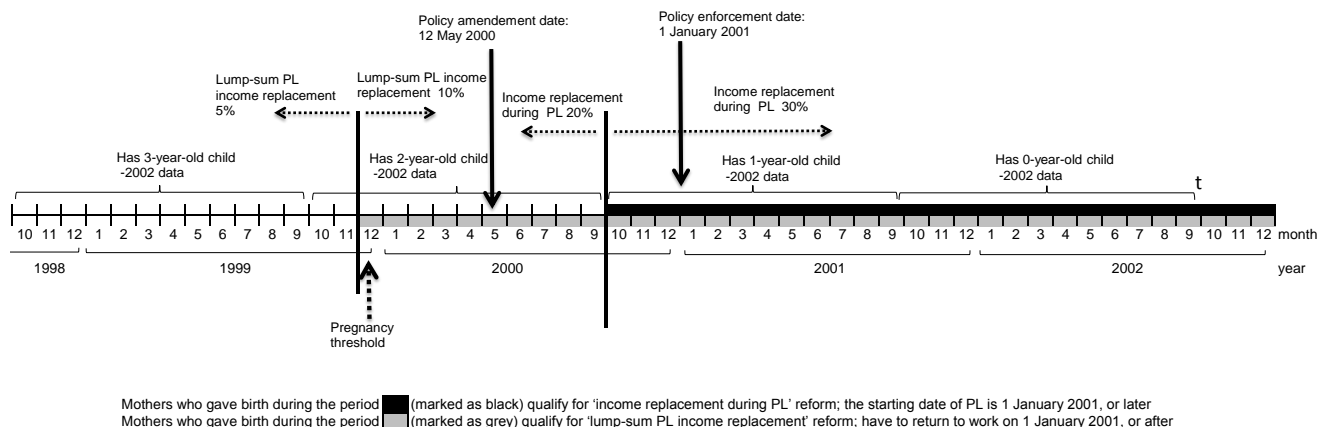 Policy amendement date:
12 May 2000
Policy enforcement date:
1 January 2001
Lump-sum PL
income replacement
5%
Lump-sum PL income
replacement 10%
Income replacement
during PL 20%
Income replacement
during PL 30%
Has 3-year-old child
-2002 data
Has 2-year-old child
-2002 data
Has 1-year-old child
-2002 data
Has 0-year-old child
-2002 data
t
10 11 12 1 2 3 4 5 6 7 8 9 10 11 12 1 2 3 4 5 6 7 8 9 10 11 12 1 2 3 4 5 6 7 8 9 10 11 12 1 2 3 4 5 6 7 8 9 10 11 12 month
1998 1999 2000 2001 2002 year
Pregnancy
threshold
Mothers who gave birth during the period (marked as black) qualify for 'income replacement during PL' reform; the starting date of PL is 1 January 2001, or later
Mothers who gave birth during the period (marked as grey) qualify for 'lump-sum PL income replacement' reform; have to return to work on 1 January 2001, or after